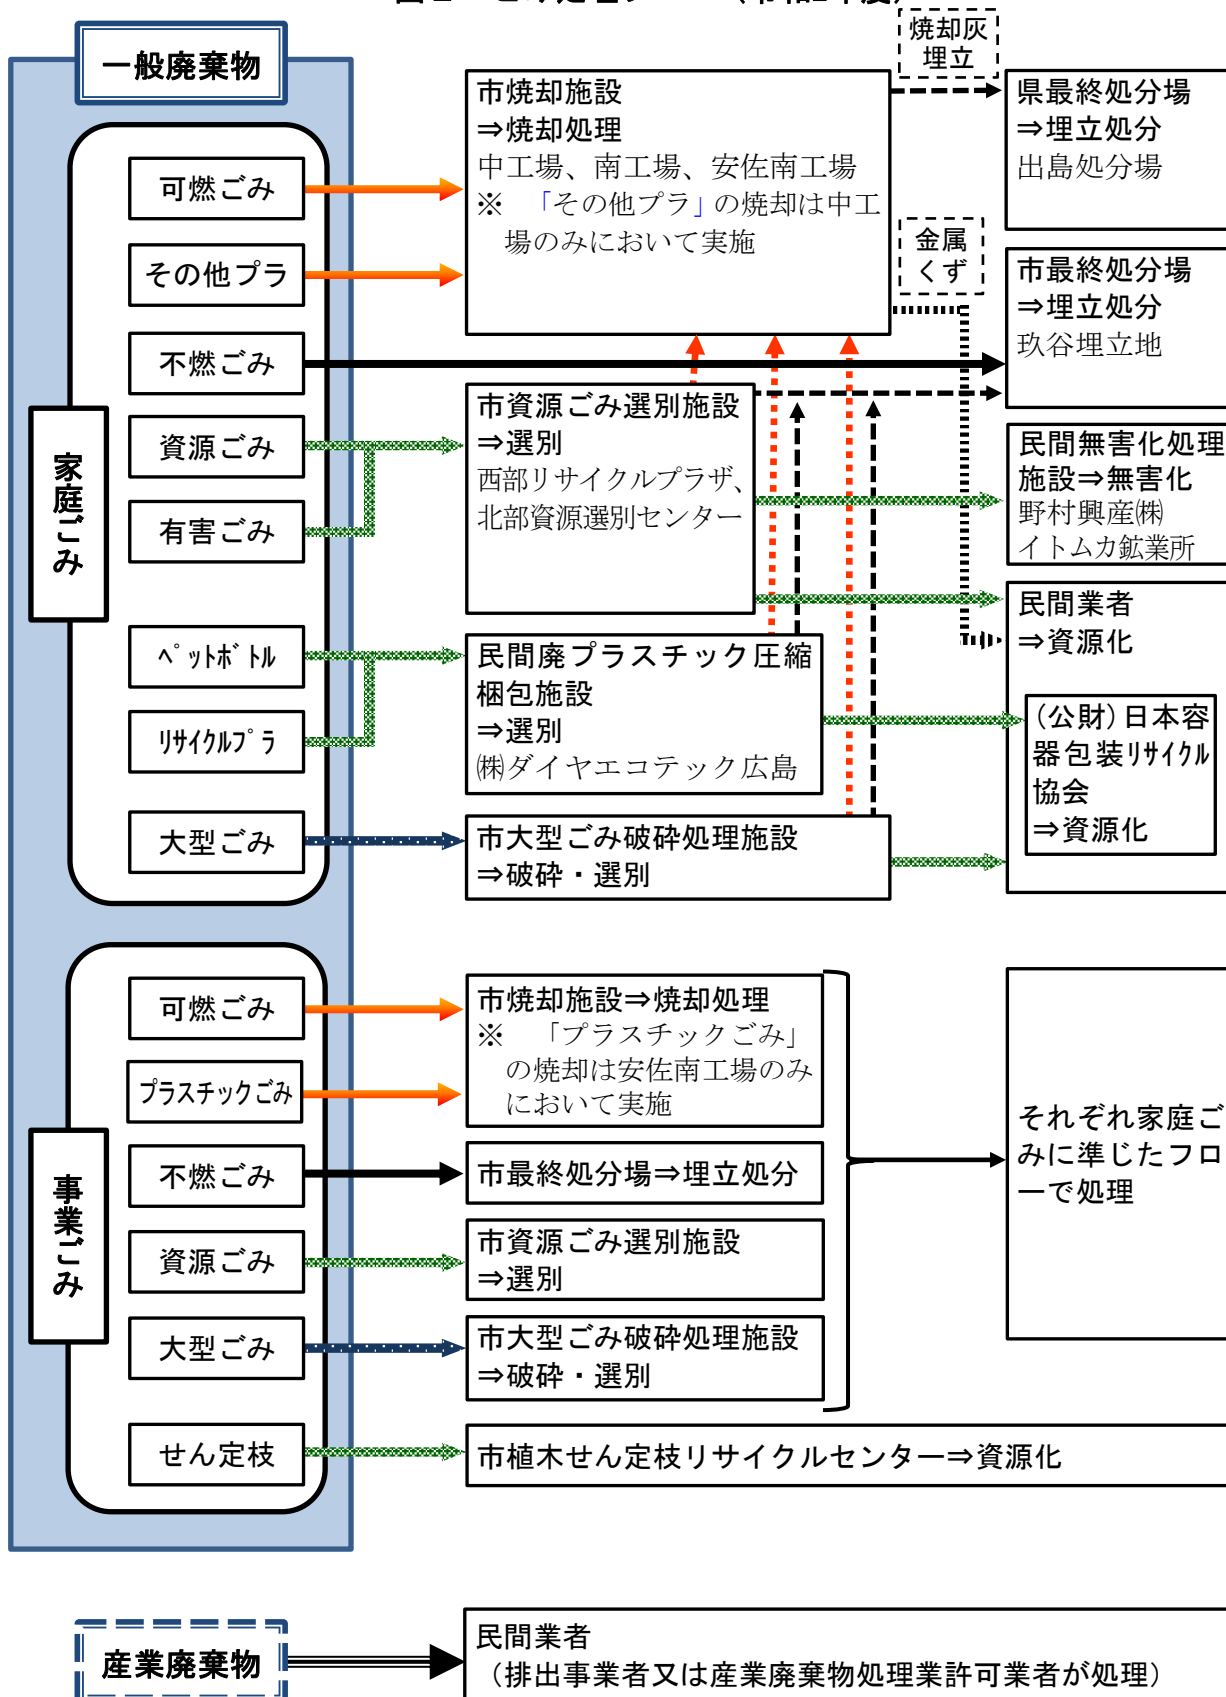 一般廃棄物
焼却灰
埋立
市焼却施設
⇒焼却処理
中工場、南工場、安佐南工場
※　「その他プラ」の焼却は中工
場のみにおいて実施
県最終処分場
⇒埋立処分
出島処分場
可燃ごみ
その他プラ
金属
くず
市最終処分場
⇒埋立処分
玖谷埋立地
不燃ごみ
家庭ごみ
資源ごみ
有害ごみ
市資源ごみ選別施設
⇒選別
西部リサイクルプラザ、
北部資源選別センター
民間無害化処理
施設⇒無害化
野村興産㈱
イトムカ鉱業所
民間業者
⇒資源化
ﾍﾟｯﾄﾎﾞﾄﾙ
ﾘｻｲｸﾙﾌﾟﾗ
民間廃プラスチック圧縮
梱包施設
⇒選別
㈱ダイヤエコテック広島
(公財)日本容
器包装ﾘｻｲｸﾙ
協会
⇒資源化
大型ごみ
市大型ごみ破砕処理施設
⇒破砕・選別
事業ごみ
可燃ごみ
プラスチックごみ
市焼却施設⇒焼却処理
※　「プラスチックごみ」
の焼却は安佐南工場のみ
において実施
不燃ごみ
市最終処分場⇒埋立処分
資源ごみ
市資源ごみ選別施設
⇒選別
大型ごみ
市大型ごみ破砕処理施設
⇒破砕・選別
それぞれ家庭ご
みに準じたフロ
ーで処理
せん定枝
市植木せん定枝リサイクルセンター⇒資源化
産業廃棄物
民間業者
（排出事業者又は産業廃棄物処理業許可業者が処理）